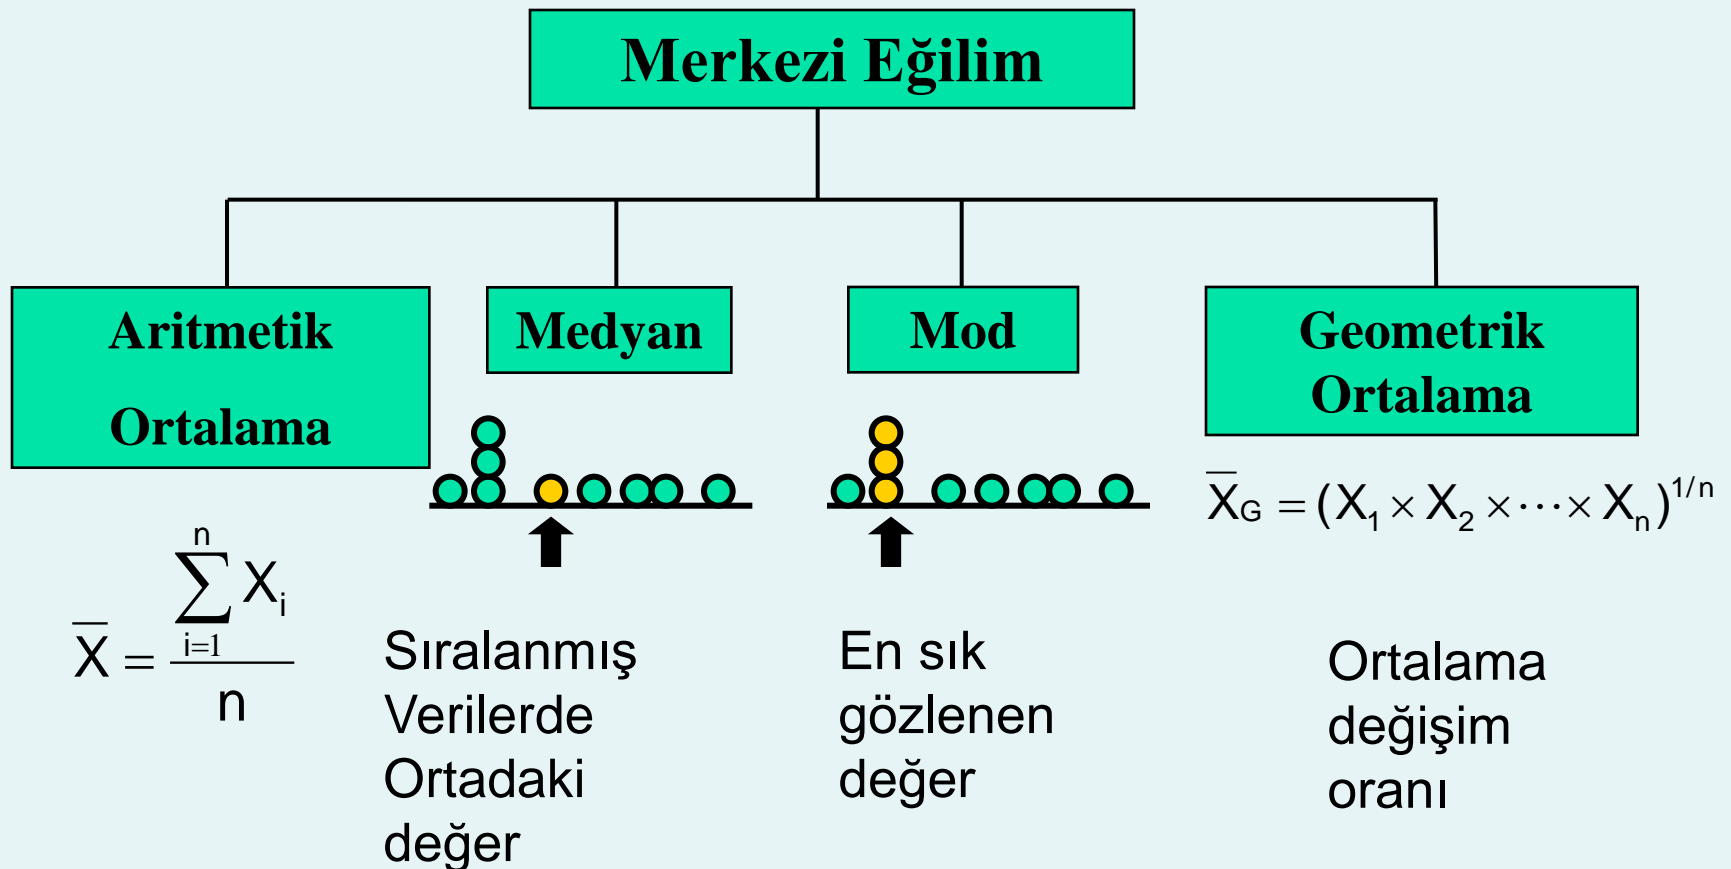 Merkezi Eğilim
Aritmetik
Ortalama
Medyan
Mod
Geometrik
Ortalama
X̅ = ∑ᵢ₌₁ⁿ Xᵢ / n
X̅G = (X₁ × X₂ × ⋯ × Xₙ)^1/n
Sıralanmış
Verilerde
Ortadaki
değer
En sık
gözlenen
değer
Ortalama
değişim
oranı